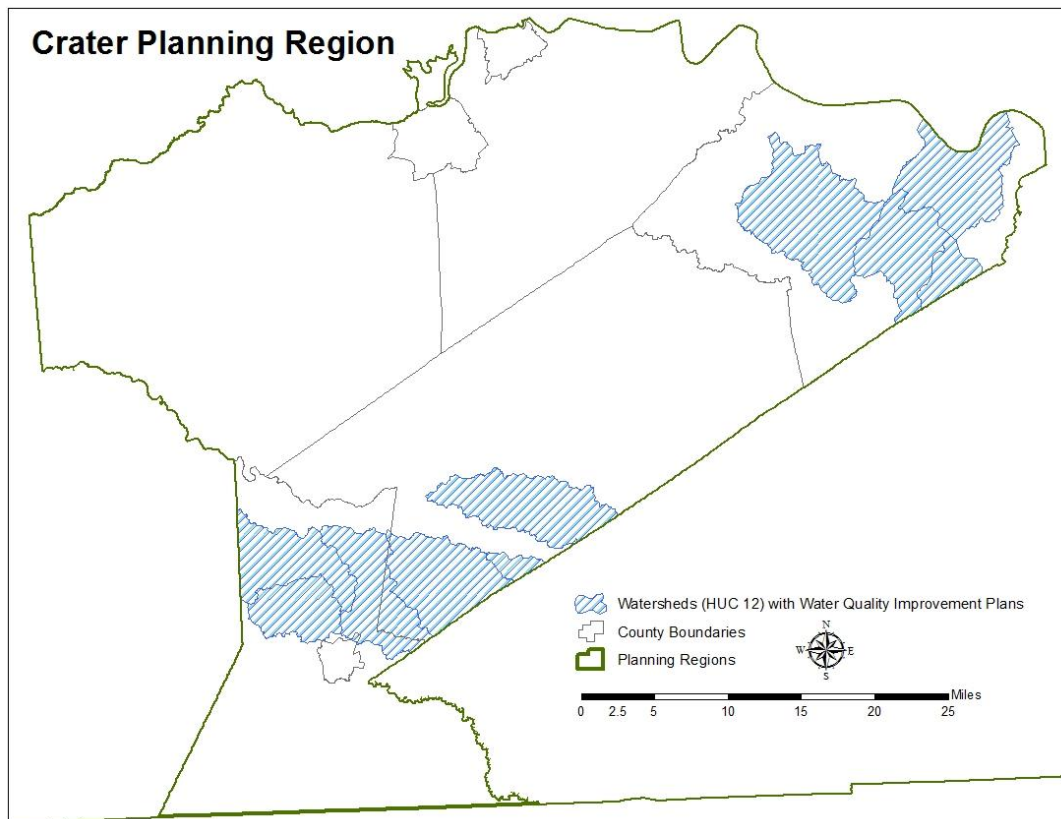 Crater Planning Region
Watersheds (HUC 12) with Water Quality Improvement Plans
County Boundaries
Planning Regions
N
W E
S
Miles
0 2.5 5 10 15 20 25